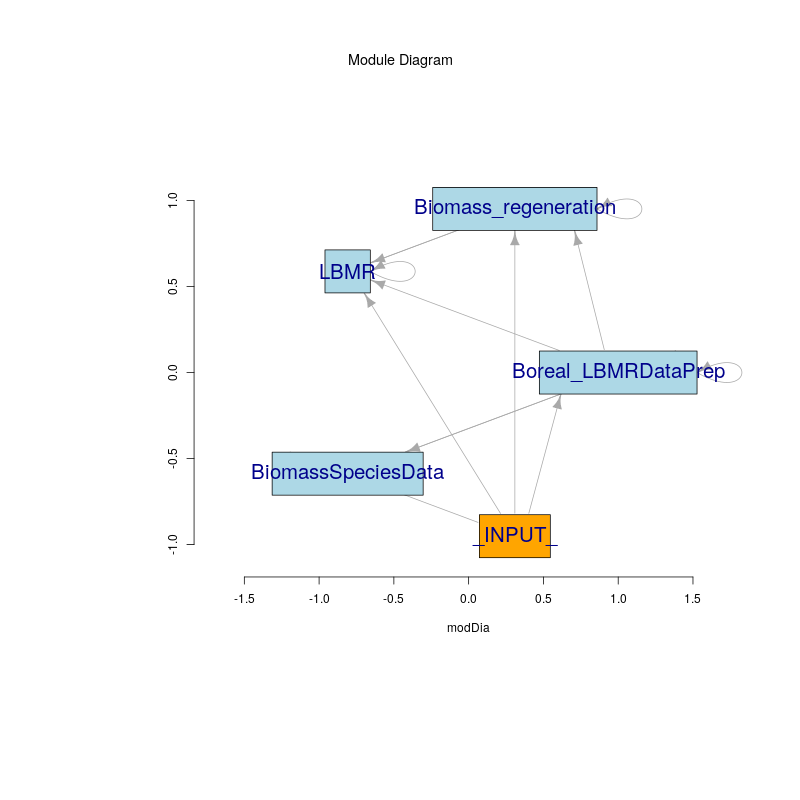 Module Diagram
1.0
0.5
0.0
-0.5
-1.0
Biomass_regeneration
LBMR
Boreal_LBMRDataPrep
BiomassSpeciesData
_INPUT_
-1.5 -1.0 -0.5 0.0 0.5 1.0 1.5
modDia